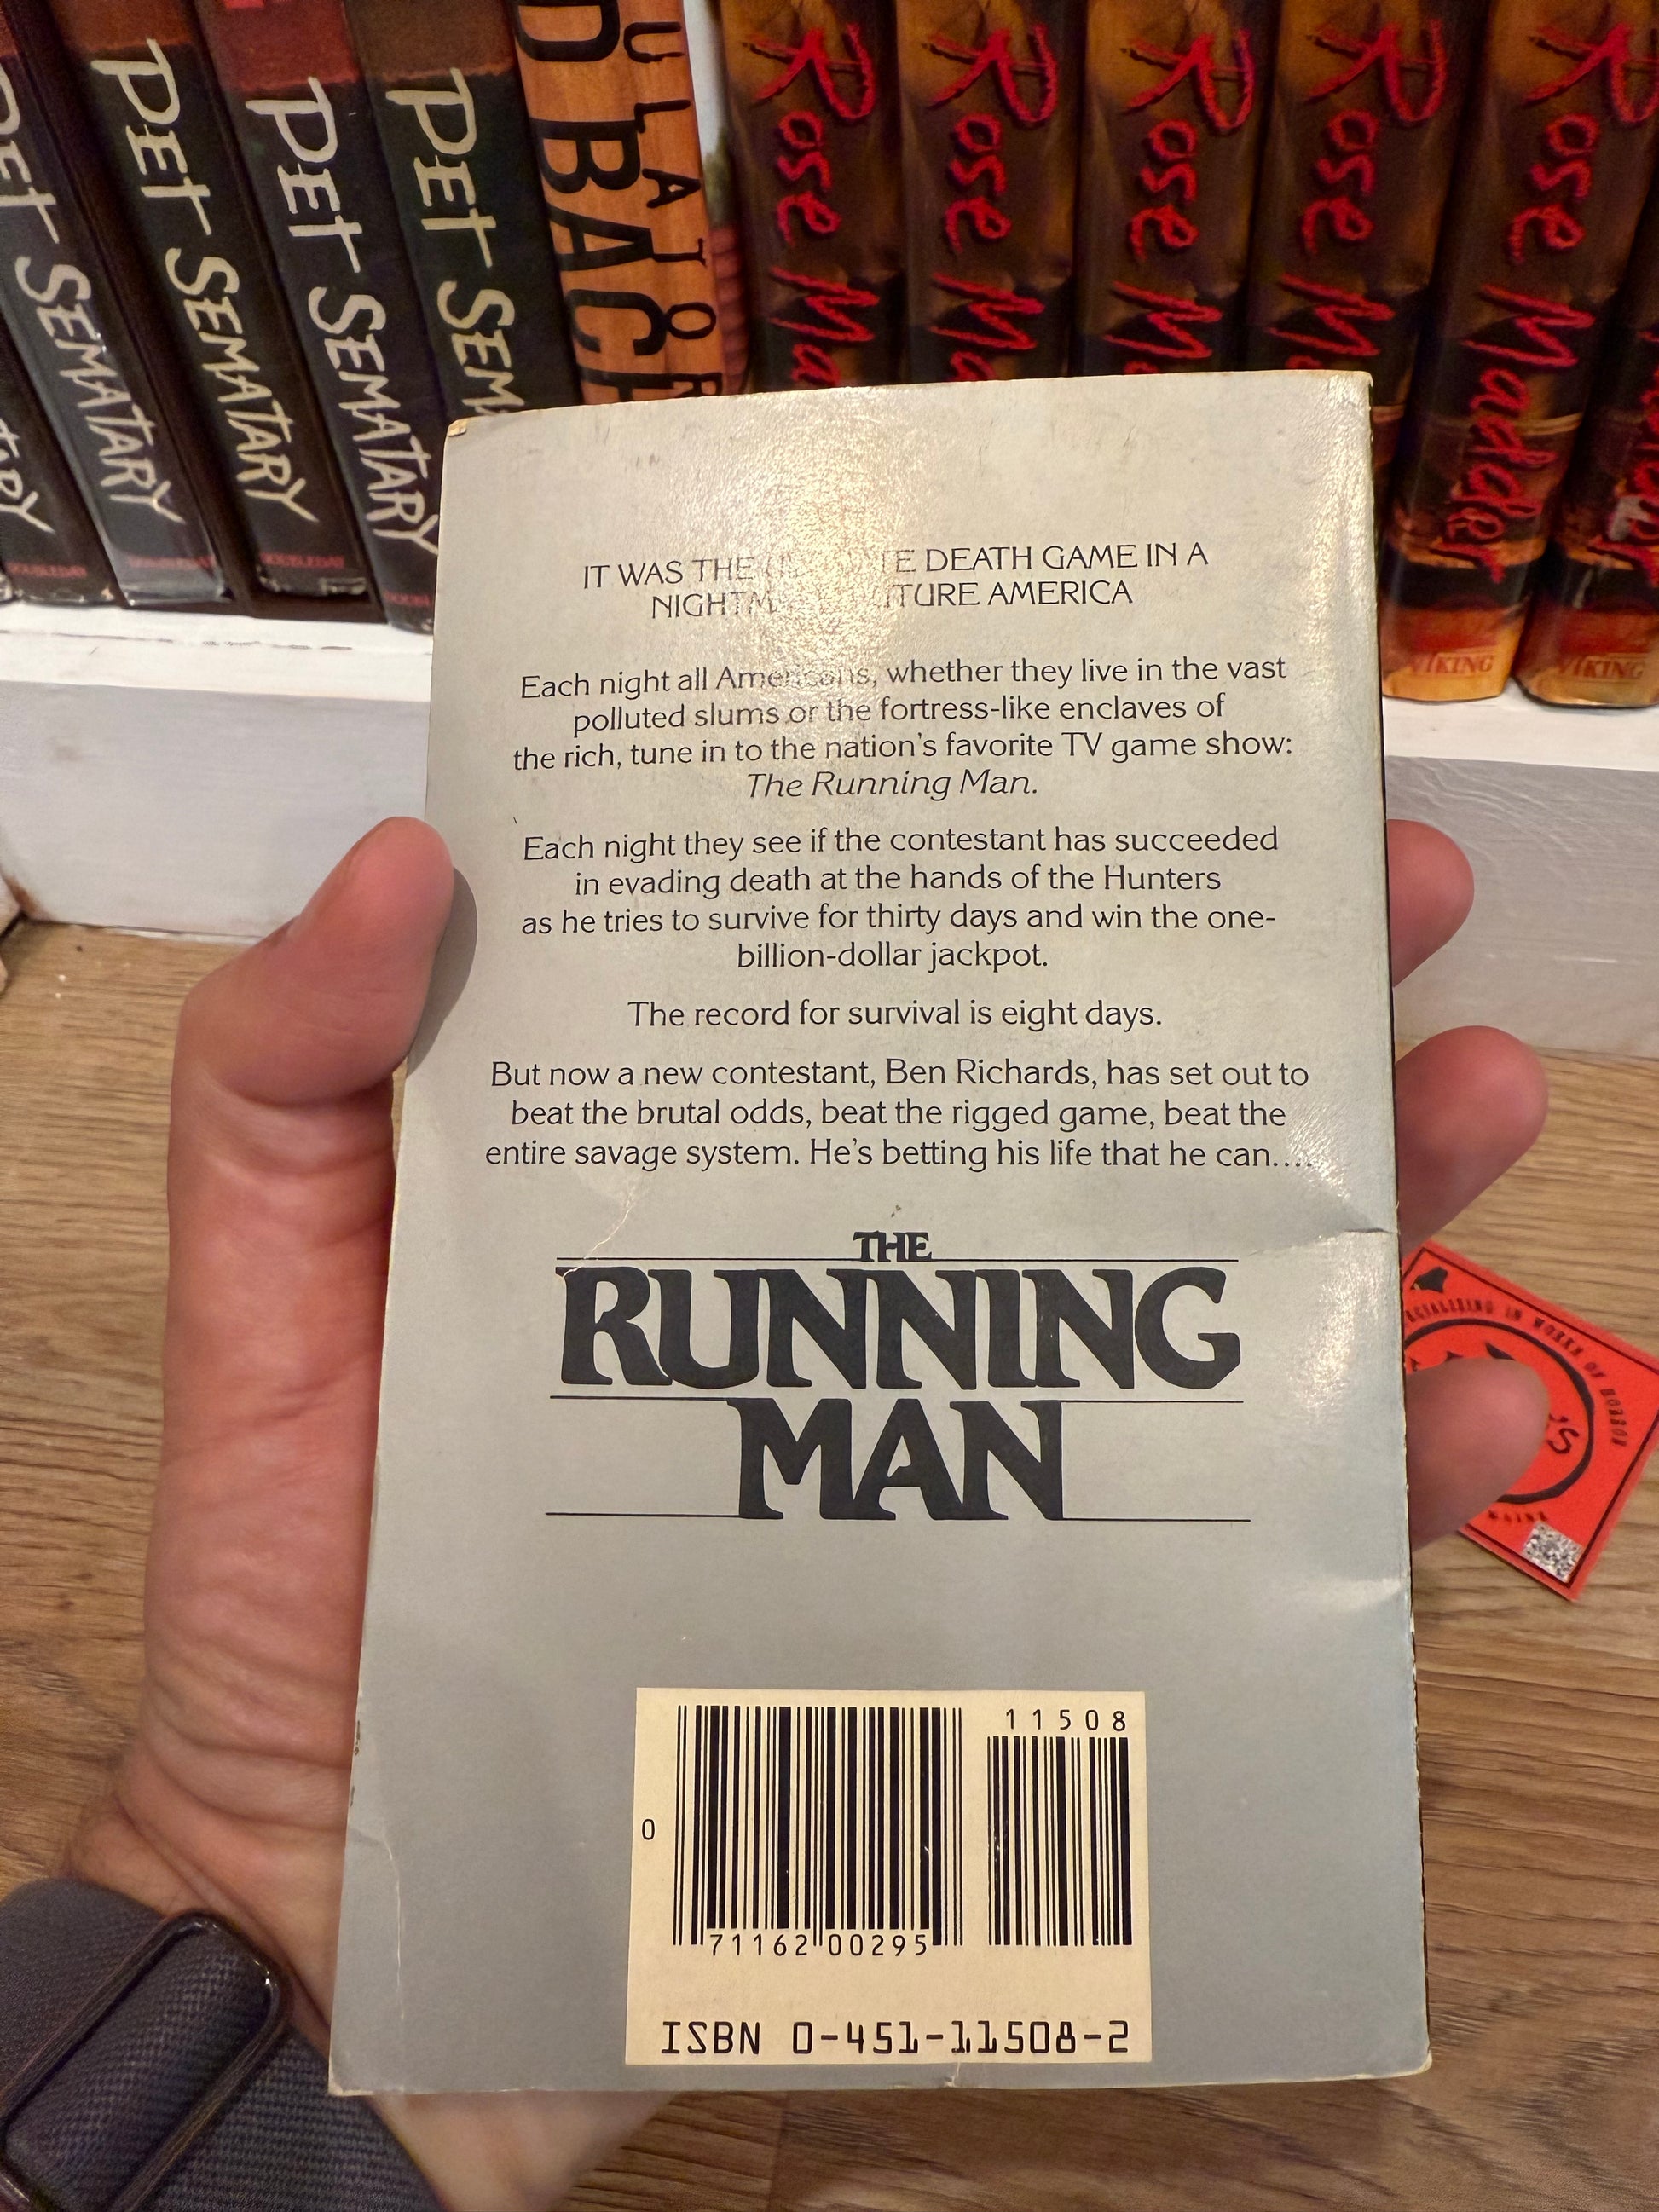 PET SEMATARY
PET SEMATARY
PET SEMATARY
DOUBLEDAY
BACH
Rose Madder
Rose Madder
VIKING
VIKING
IT WAS THE DEATH GAME IN A
AMERICA
Each night all Americans, whether they live in the vast
polluted slums or the fortress-like enclaves of
the rich, tune in to the nation's favorite TV game show:
The Running Man.
Each night they see if the contestant has succeeded
in evading death at the hands of the Hunters
as he tries to survive for thirty days and win the one-
billion-dollar jackpot.
The record for survival is eight days.
But now a new contestant, Ben Richards, has set out to
beat the brutal odds, beat the rigged game, beat the
entire savage system. He's betting his life that he can....
THE
RUNNING
MAN
11508
0
71162 00295
ISBN 0-451-11508-2